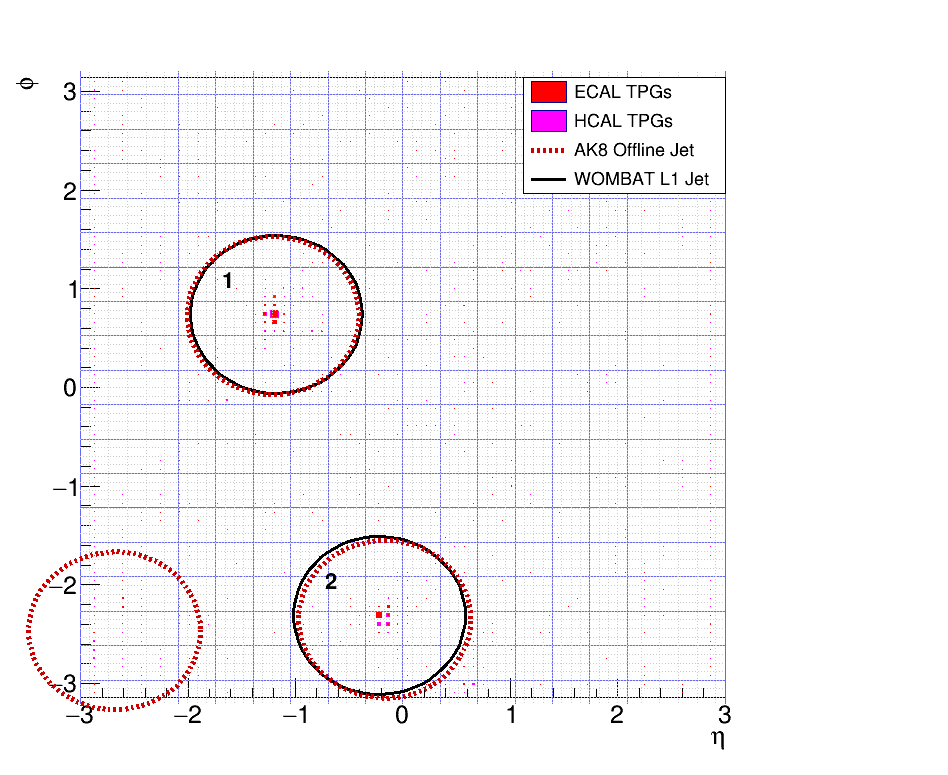 φ
3
2
1
0
−1
−2
−3
ECAL TPGs
HCAL TPGs
AK8 Offline Jet
WOMBAT L1 Jet
1
2
−3 −2 −1 0 1 2 3
η